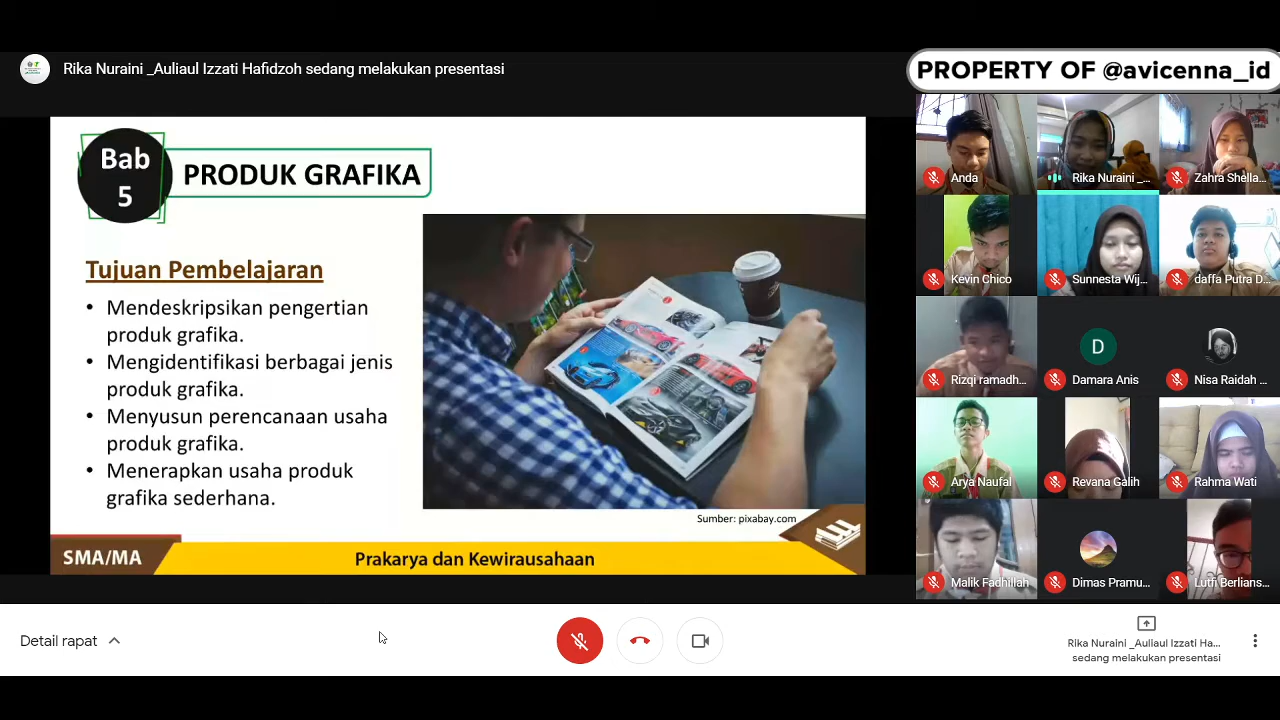 Rika Nuraini _Auliaul Izzati Hafidzoh sedang melakukan presentasi
PROPERTY OF @avicenna_id
Bab
5
PRODUK GRAFIKA
Tujuan Pembelajaran
• Mendeskripsikan pengertian
produk grafika.
• Mengidentifikasi berbagai jenis
produk grafika.
• Menyusun perencanaan usaha
produk grafika.
• Menerapkan usaha produk
grafika sederhana.
Sumber: pixabay.com
SMA/MA
Prakarya dan Kewirausahaan
Anda
Rika Nuraini _...
Zahra Shella...
Kevin Chico
Sunnesta Wij...
daffa Putra D...
Rizqi ramadh...
D
Damara Anis
Nisa Raidah ...
Arya Naufal
Revana Galih
Rahma Wati
Malik Fadhillah
Dimas Pramu...
Lutfi Berlians...
Detail rapat
Rika Nuraini _Auliaul Izzati Ha...
sedang melakukan presentasi